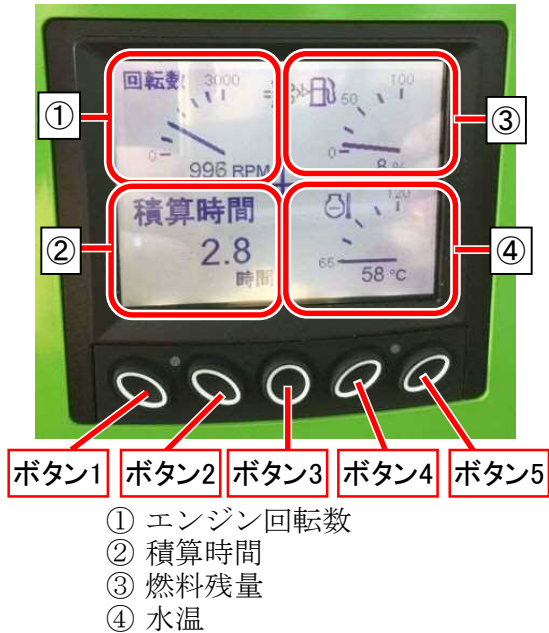 回転数
3000
0
996 RPM
100
50
0
8 %
積算時間
2.8
時間
120
65
58 °C
①
②
③
④
ボタン1
ボタン2
ボタン3
ボタン4
ボタン5
① エンジン回転数
② 積算時間
③ 燃料残量
④ 水温